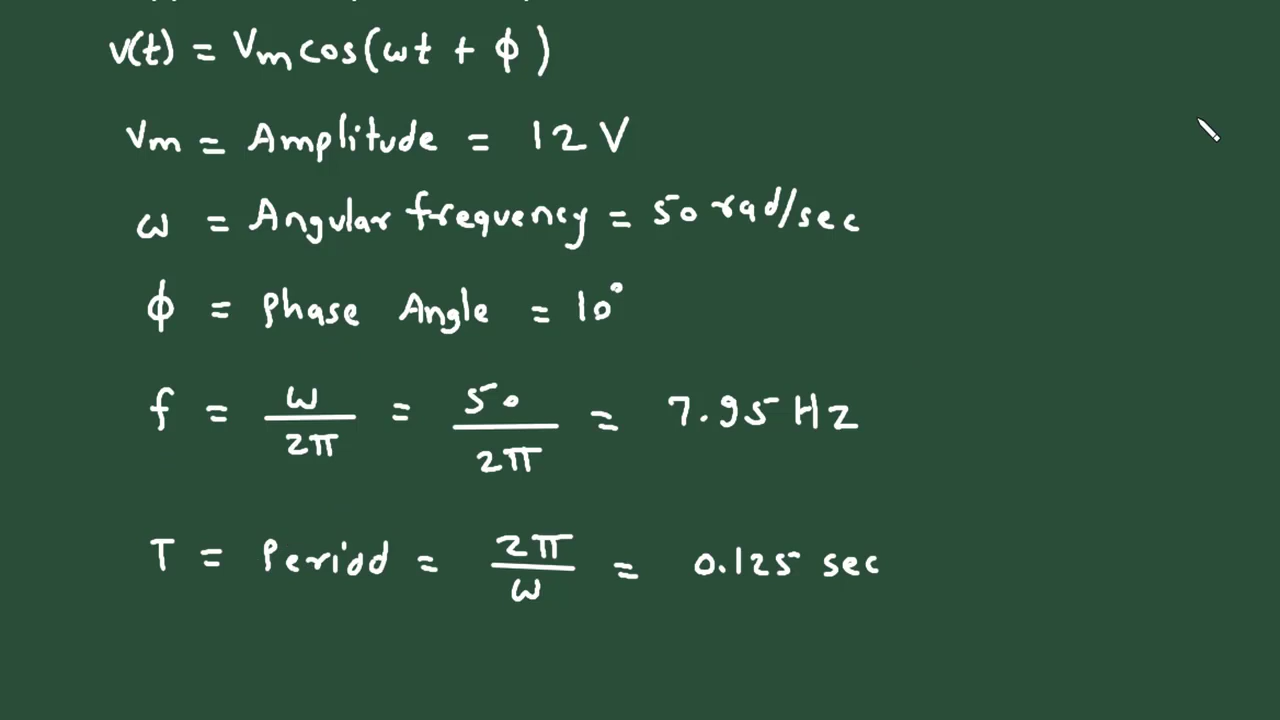 v(t) = Vm cos(ωt + ϕ)
Vm = Amplitude = 12 V
ω = Angular frequency = 50 rad/sec
ϕ = Phase Angle = 10°
f = ω/2π = 50/2π = 7.95 Hz
T = Period = 2π/ω = 0.125 sec